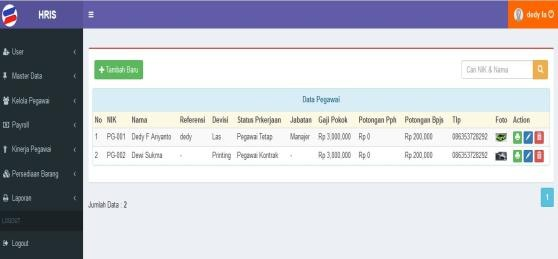 HRIS
dedy fa
User
Master Data
Kelola Pegawai
Payroll
Kinerja Pegawai
Persediaan Barang
Laporan
LOGOUT
Logout
+ Tambah Baru
Cari NIK & Nama
Data Pegawai
No NIK Nama Referensi Devisi Status Prkerjaan Jabatan Gaji Pokok Potongan Pph Potongan Bpjs Tlp Foto Action
1 PG-001 Dedy F Ariyanto dedy Las Pegawai Tetap Manajer Rp 3,000,000 Rp 0 Rp 200,000 086353728292
2 PG-002 Dewi Sukma - Printing Pegawai Kontrak - Rp 3,000,000 Rp 0 Rp 200,000 086353728292
Jumlah Data : 2
1